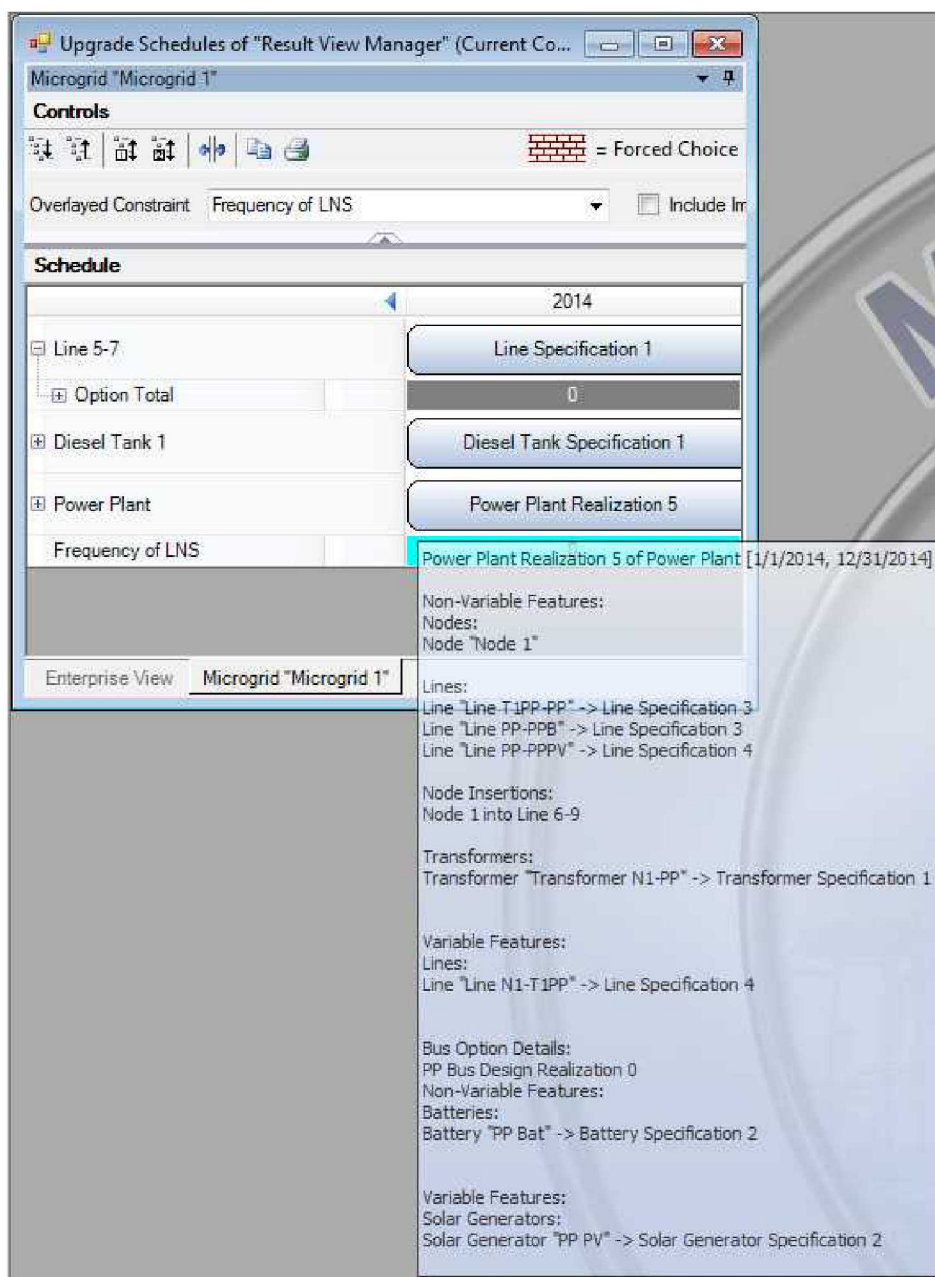 Upgrade Schedules of "Result View Manager" (Current Co...
Microgrid "Microgrid 1"
Controls
= Forced Choice
Overlayed Constraint Frequency of LNS Include Im
Schedule
2014
Line 5-7 Line Specification 1
Option Total 0
Diesel Tank 1 Diesel Tank Specification 1
Power Plant Power Plant Realization 5
Frequency of LNS
Enterprise View Microgrid "Microgrid 1"
Power Plant Realization 5 of Power Plant [1/1/2014, 12/31/2014]
Non-Variable Features:
Nodes:
Node "Node 1"
Lines:
Line "Line T1PP-PP" -> Line Specification 3
Line "Line PP-PPB" -> Line Specification 3
Line "Line PP-PPPV" -> Line Specification 4
Node Insertions:
Node 1 into Line 6-9
Transformers:
Transformer "Transformer N1-PP" -> Transformer Specification 1
Variable Features:
Lines:
Line "Line N1-T1PP" -> Line Specification 4
Bus Option Details:
PP Bus Design Realization 0
Non-Variable Features:
Batteries:
Battery "PP Bat" -> Battery Specification 2
Variable Features:
Solar Generators:
Solar Generator "PP PV" -> Solar Generator Specification 2